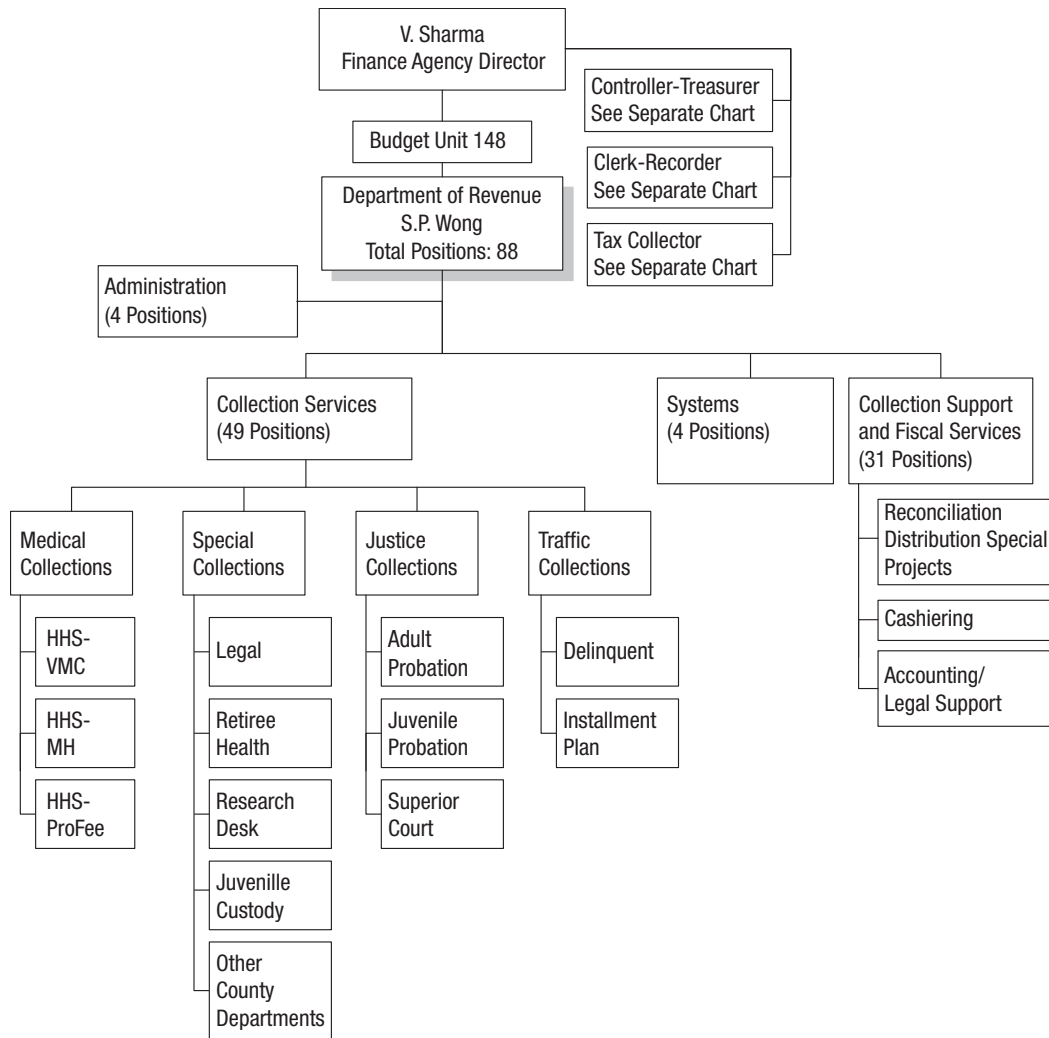 V. Sharma
Finance Agency Director
Controller-Treasurer
See Separate Chart
Budget Unit 148
Clerk-Recorder
See Separate Chart
Department of Revenue
S.P. Wong
Total Positions: 88
Tax Collector
See Separate Chart
Administration
(4 Positions)
Collection Services
(49 Positions)
Systems
(4 Positions)
Collection Support
and Fiscal Services
(31 Positions)
Medical
Collections
HHS-
VMC
HHS-
MH
HHS-
ProFee
Special
Collections
Legal
Retiree
Health
Research
Desk
Juvenille
Custody
Other
County
Departments
Justice
Collections
Adult
Probation
Juvenile
Probation
Superior
Court
Traffic
Collections
Delinquent
Installment
Plan
Reconciliation
Distribution Special
Projects
Cashiering
Accounting/
Legal Support